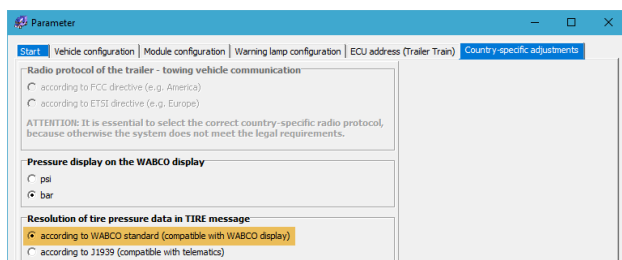 Parameter
Start Vehicle configuration Module configuration Warning lamp configuration ECU address (Trailer Train) Country-specific adjustments
Radio protocol of the trailer - towing vehicle communication
according to FCC directive (e.g. America)
according to ETSI directive (e.g. Europe)
ATTENTION: It is essential to select the correct country-specific radio protocol,
because otherwise the system does not meet the legal requirements.
Pressure display on the WABCO display
psi
bar
Resolution of tire pressure data in TIRE message
according to WABCO standard (compatible with WABCO display)
according to J1939 (compatible with telematics)